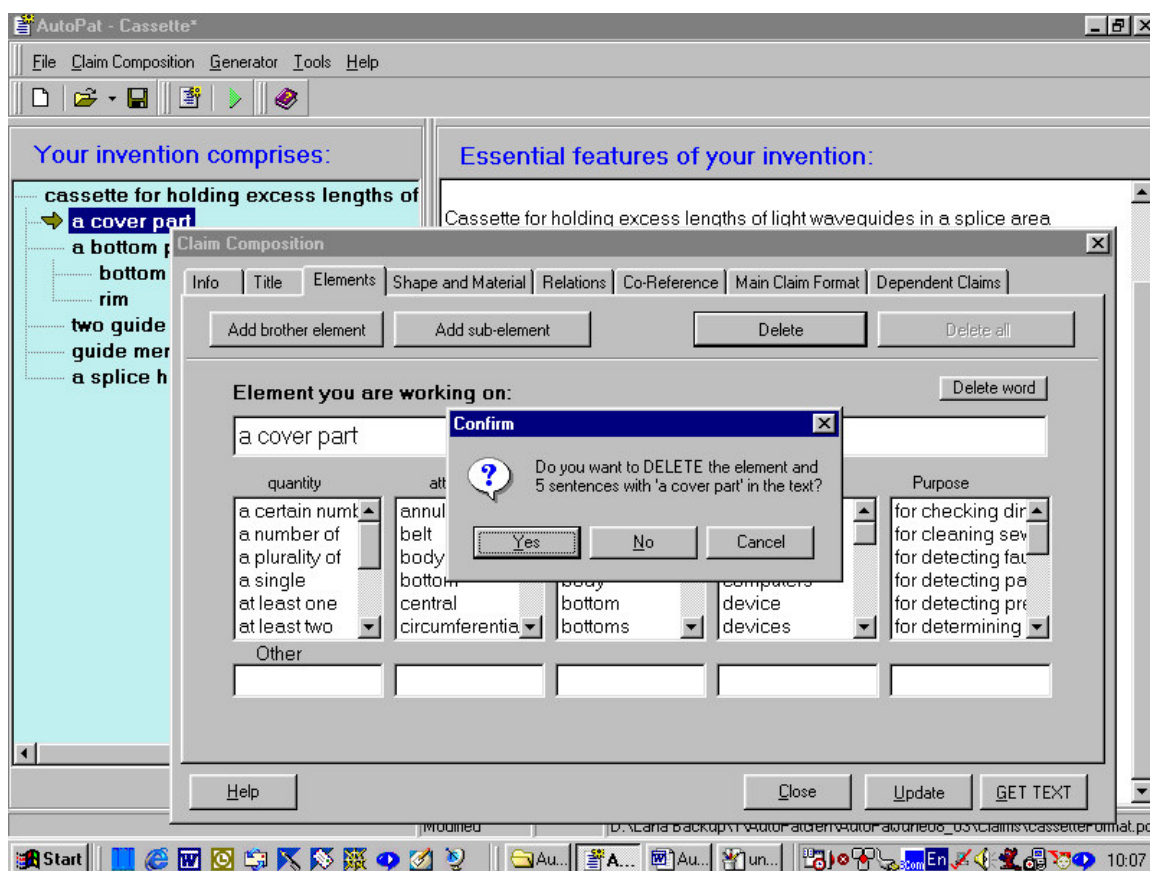 AutoPat - Cassette*
File Claim Composition Generator Tools Help
Your invention comprises:
cassette for holding excess lengths of
a cover part
a bottom p
bottom
rim
two guide
guide mer
a splice h
Essential features of your invention:
Cassette for holding excess lengths of light waveguides in a splice area
Claim Composition
Info Title Elements Shape and Material Relations Co-Reference Main Claim Format Dependent Claims
Add brother element Add sub-element Delete Delete all
Element you are working on:
Delete word
a cover part
Confirm
Do you want to DELETE the element and
5 sentences with 'a cover part' in the text?
Yes No Cancel
quantity
a certain numb
a number of
a plurality of
a single
at least one
at least two
att
annul
belt
body
bottom
central
circumferentia
body
bottom
bottoms
computers
device
devices
Purpose
for checking dir
for cleaning sev
for detecting fau
for detecting pa
for detecting pre
for determining
Other
Help Close Update GET TEXT
Modified
Start Au... A... Au... un... En 10:07